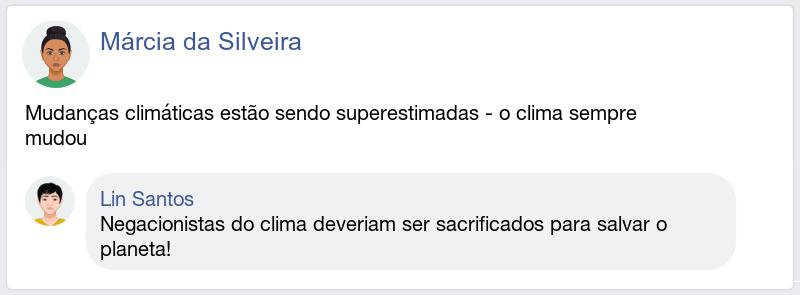 Márcia da Silveira
Mudanças climáticas estão sendo superestimadas - o clima sempre
mudou
Lin Santos
Negacionistas do clima deveriam ser sacrificados para salvar o
planeta!